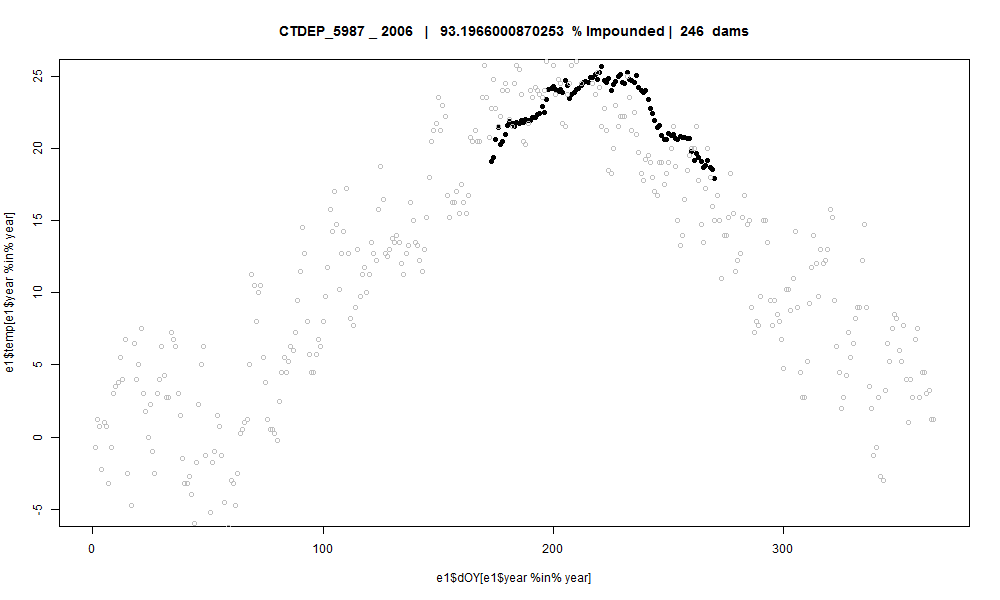 CTDEP_5987 _ 2006 | 93.1966000870253 % Impounded | 246 dams
e1$temp[e1$year %in% year]
25
20
15
10
5
0
-5
0 100 200 300
e1$dOY[e1$year %in% year]